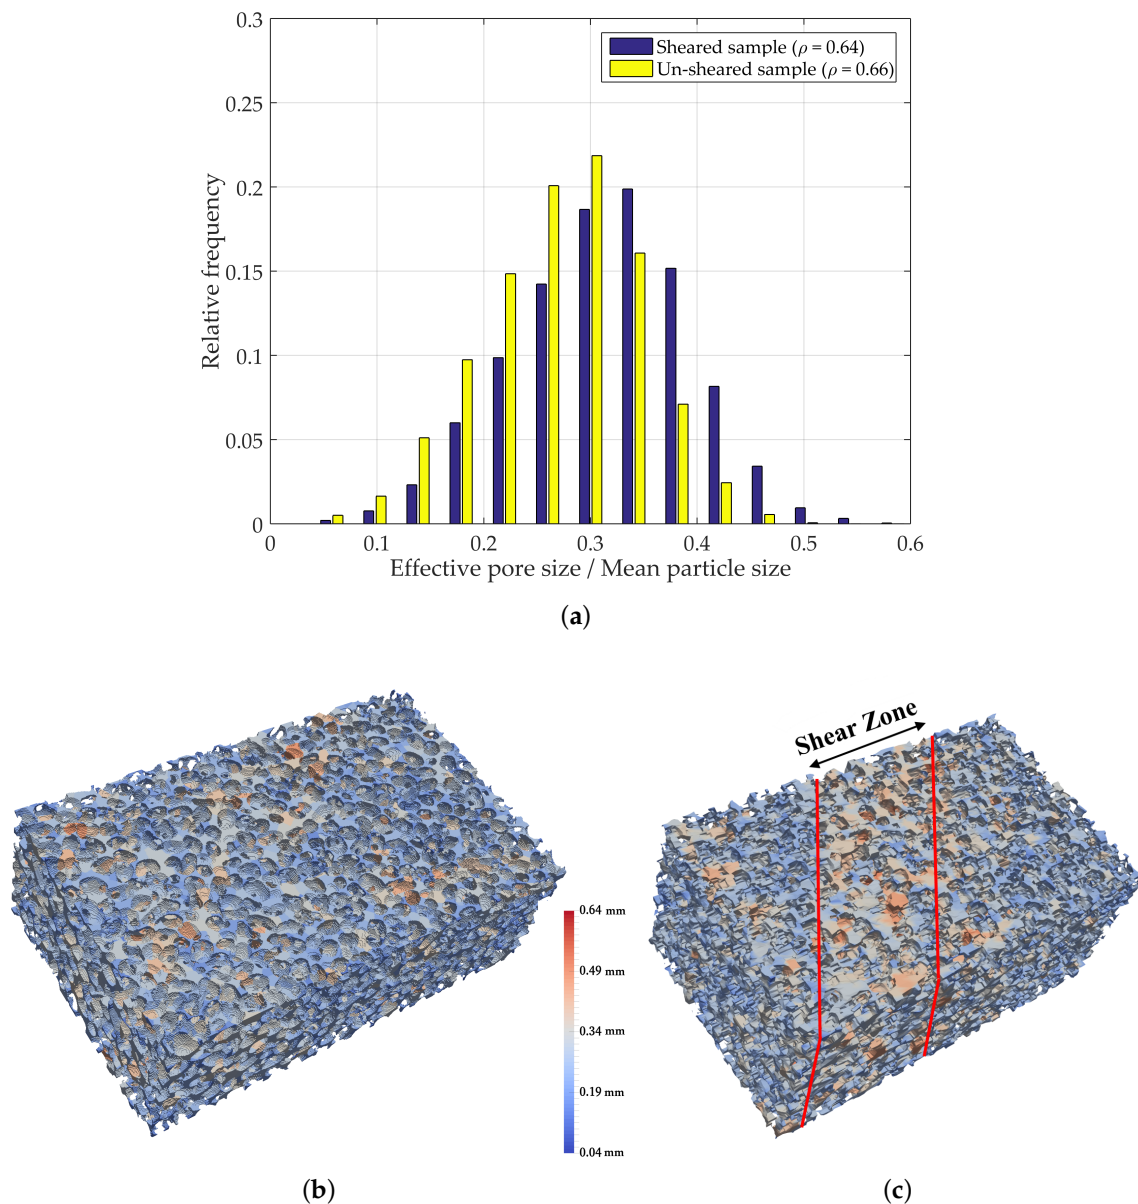 0.3
0.25
0.2
0.15
0.1
0.05
0
Relative frequency
Sheared sample (ρ = 0.64)
Un-sheared sample (ρ = 0.66)
0 0.1 0.2 0.3 0.4 0.5 0.6
Effective pore size / Mean particle size
(a)
Shear Zone
0.64 mm
0.49 mm
0.34 mm
0.19 mm
0.04 mm
(b)
(c)